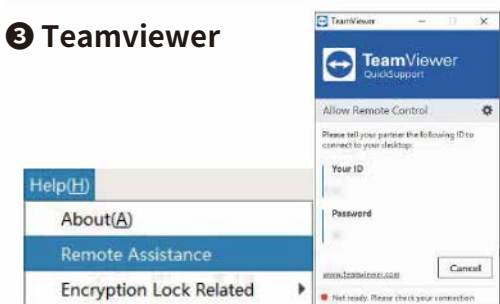 ❸ Teamviewer
TeamViewer
TeamViewer
QuickSupport
Allow Remote Control
Please tell your partner the following ID to
connect to your desktop:
Your ID
Password
Cancel
www.teamviewer.com
Not ready. Please check your connection
Help(H)
About(A)
Remote Assistance
Encryption Lock Related